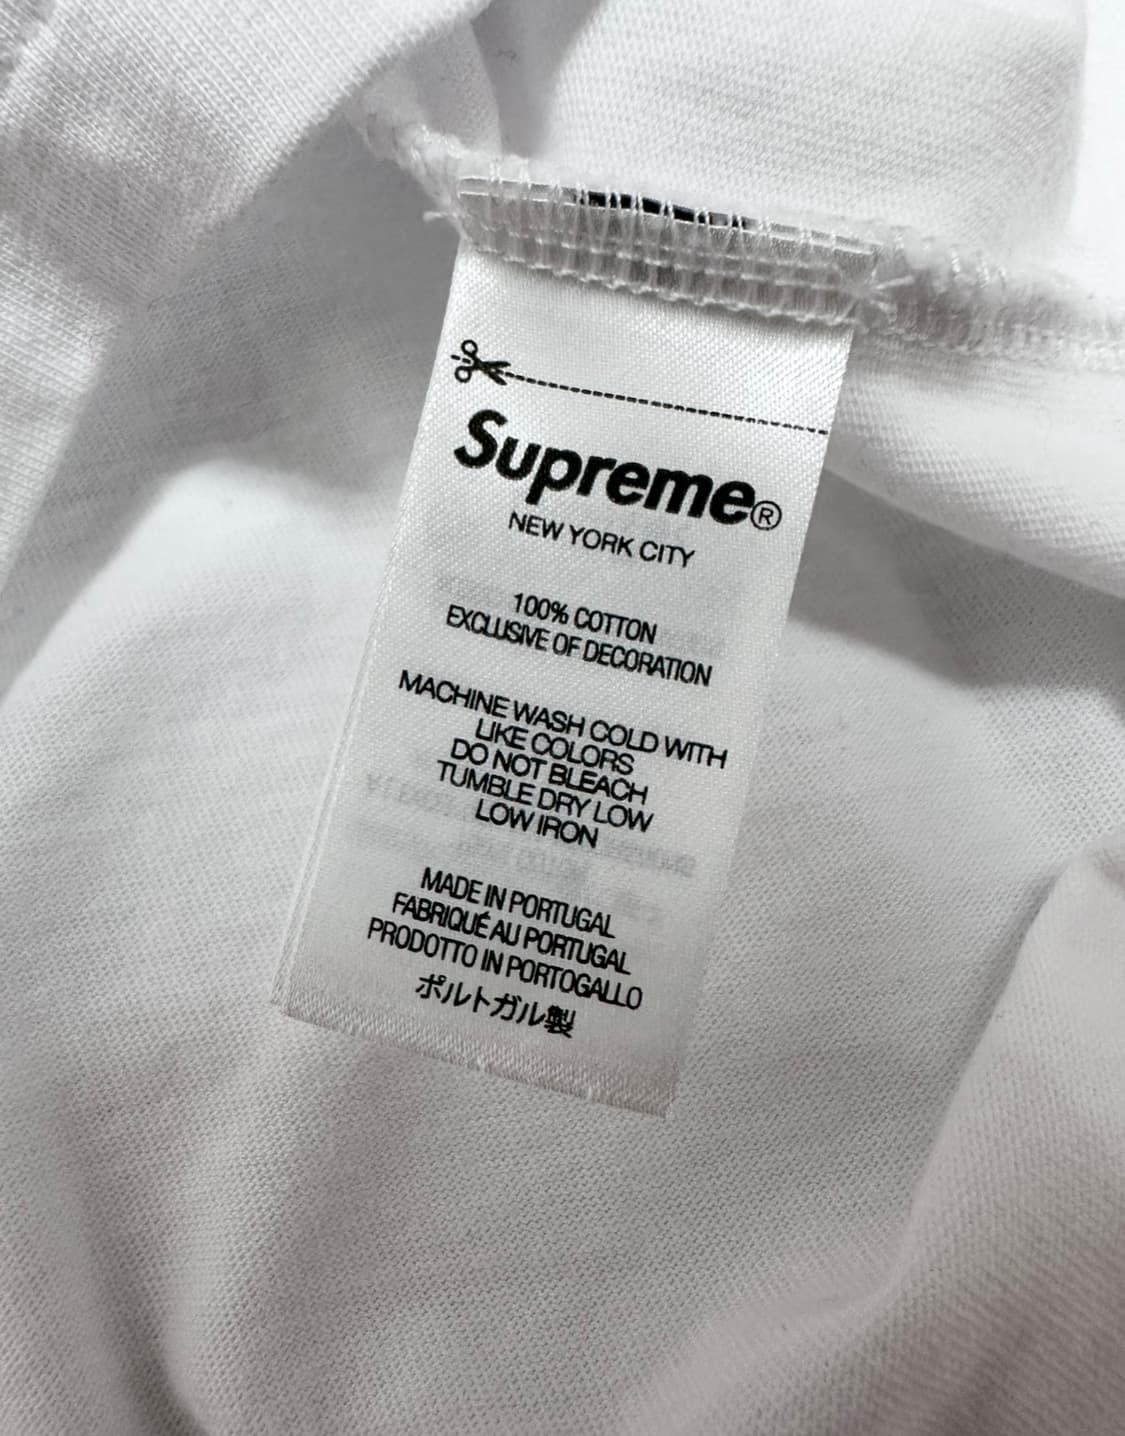 Supreme®
NEW YORK CITY
100% COTTON
EXCLUSIVE OF DECORATION
MACHINE WASH COLD WITH
LIKE COLORS
DO NOT BLEACH
TUMBLE DRY LOW
LOW IRON
MADE IN PORTUGAL
FABRIQUÉ AU PORTUGAL
PRODOTTO IN PORTOGALLO
ポルトガル製